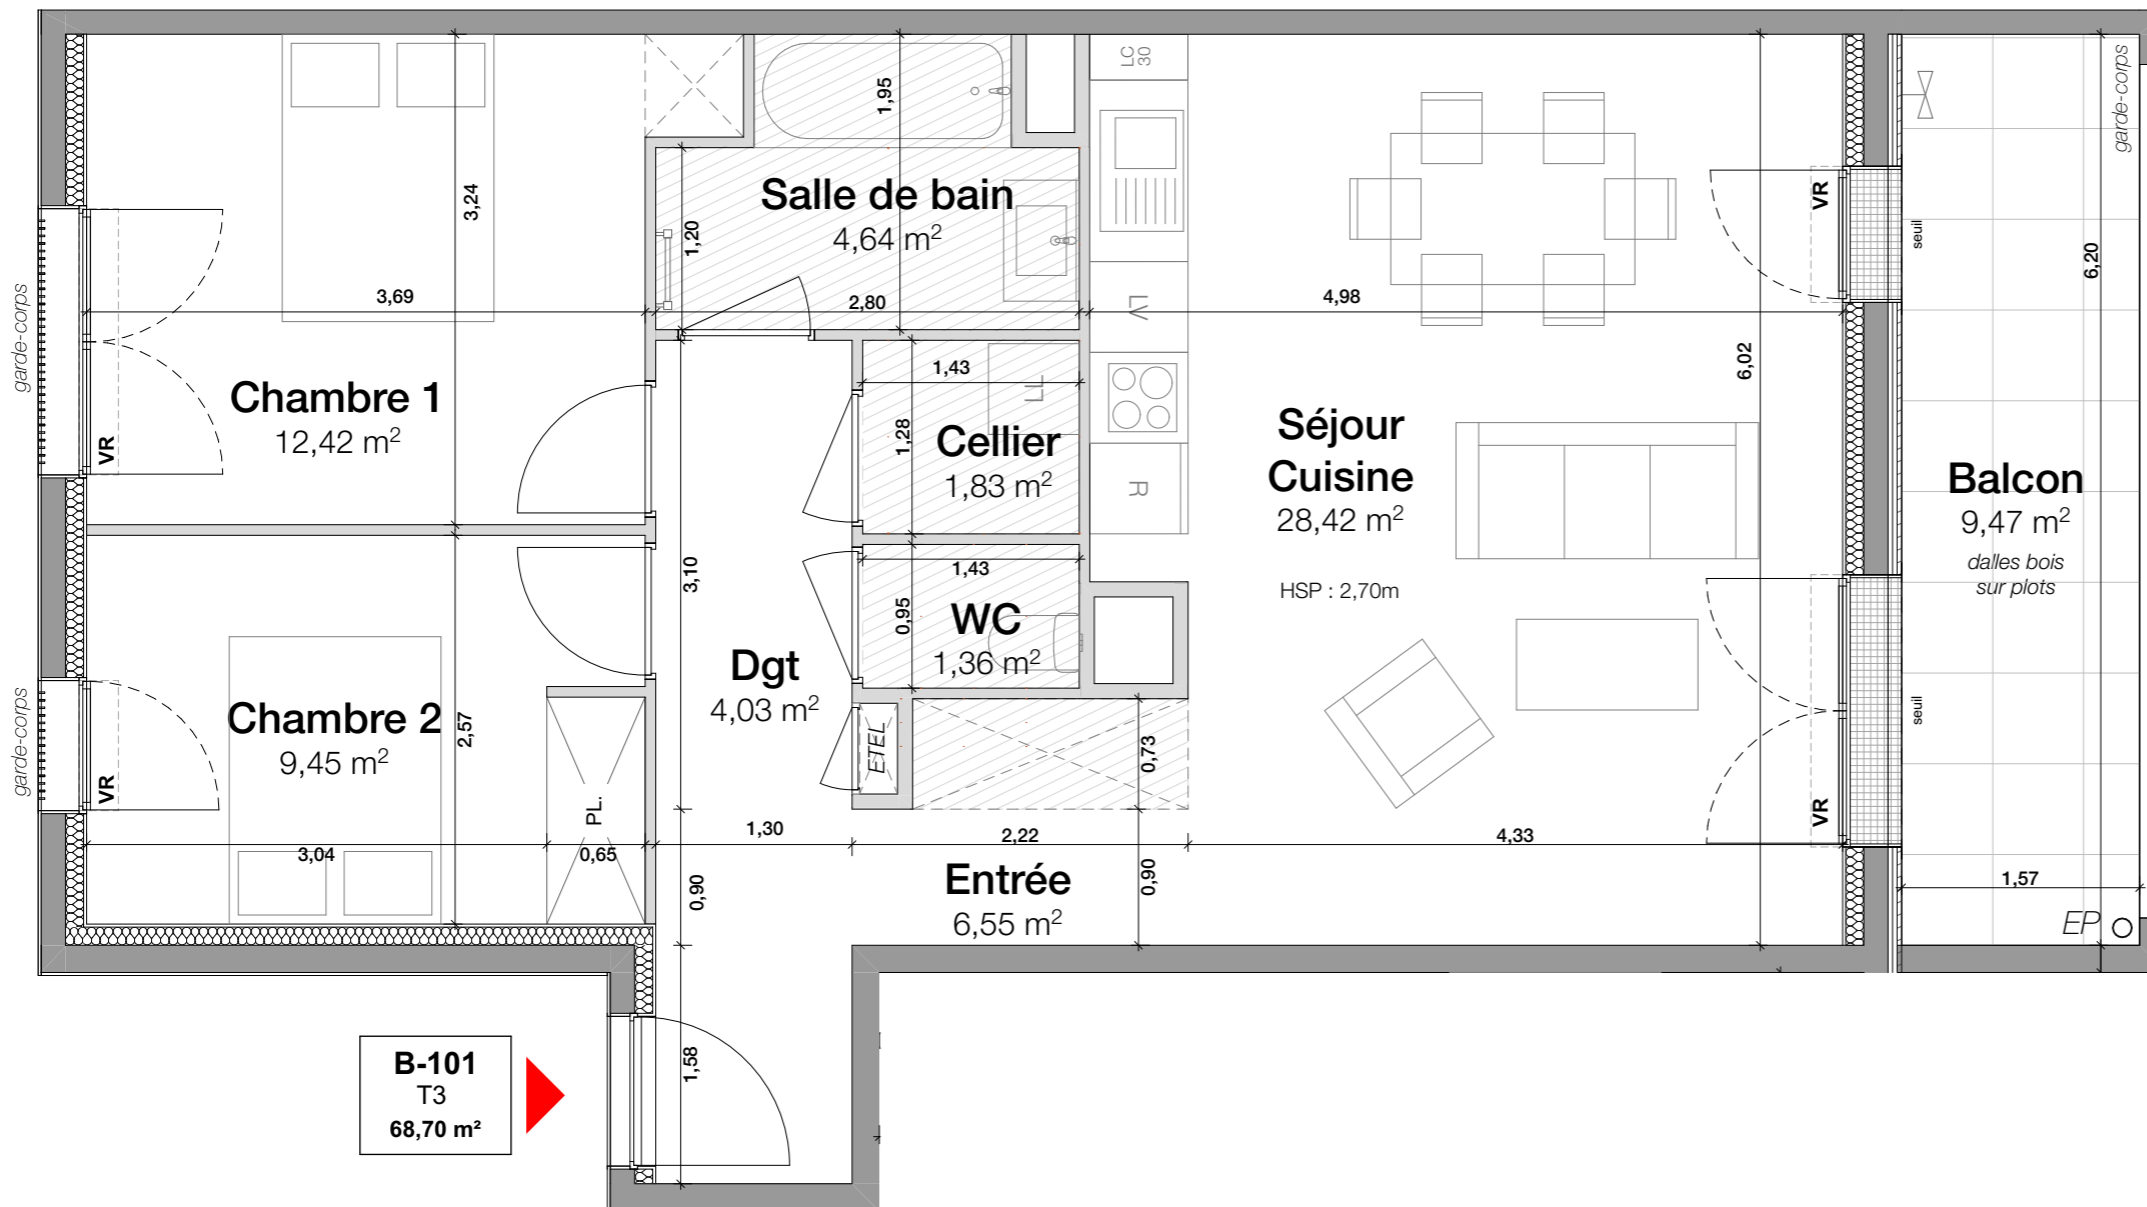 LC
30
garde-corps
1,95
3,24
Salle de bain
4,64 m²
1,20
VR
seuil
6,20
3,69
2,80
4,98
LV
garde-corps
6,02
1,43
LL
Chambre 1
12,42 m²
1,28
Cellier
1,83 m²
Séjour
Cuisine
28,42 m²
VR
R
Balcon
9,47 m²
dalles bois
sur plots
3,10
1,43
0,95
WC
1,36 m²
HSP : 2,70m
Dgt
4,03 m²
garde-corps
Chambre 2
9,45 m²
2,57
ETEL
0,73
seuil
VR
PL.
VR
3,04
0,65
1,30
2,22
4,33
0,90
Entrée
6,55 m²
0,90
1,57
EP
1,58
B-101
T3
68,70 m²